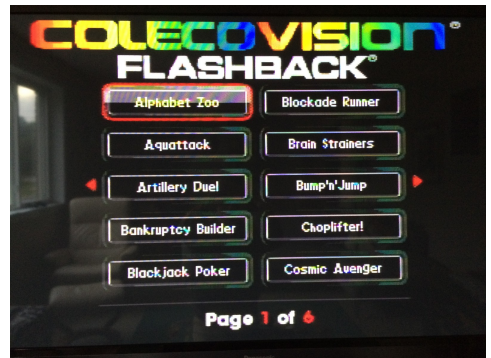 COLECOVISION®
FLASHBACK®
Alphabet Zoo
Blockade Runner
Aquattack
Brain Strainers
Artillery Duel
Bump'n'Jump
Bankruptcy Builder
Choplifter!
Blackjack Poker
Cosmic Avenger
Page 1 of 6